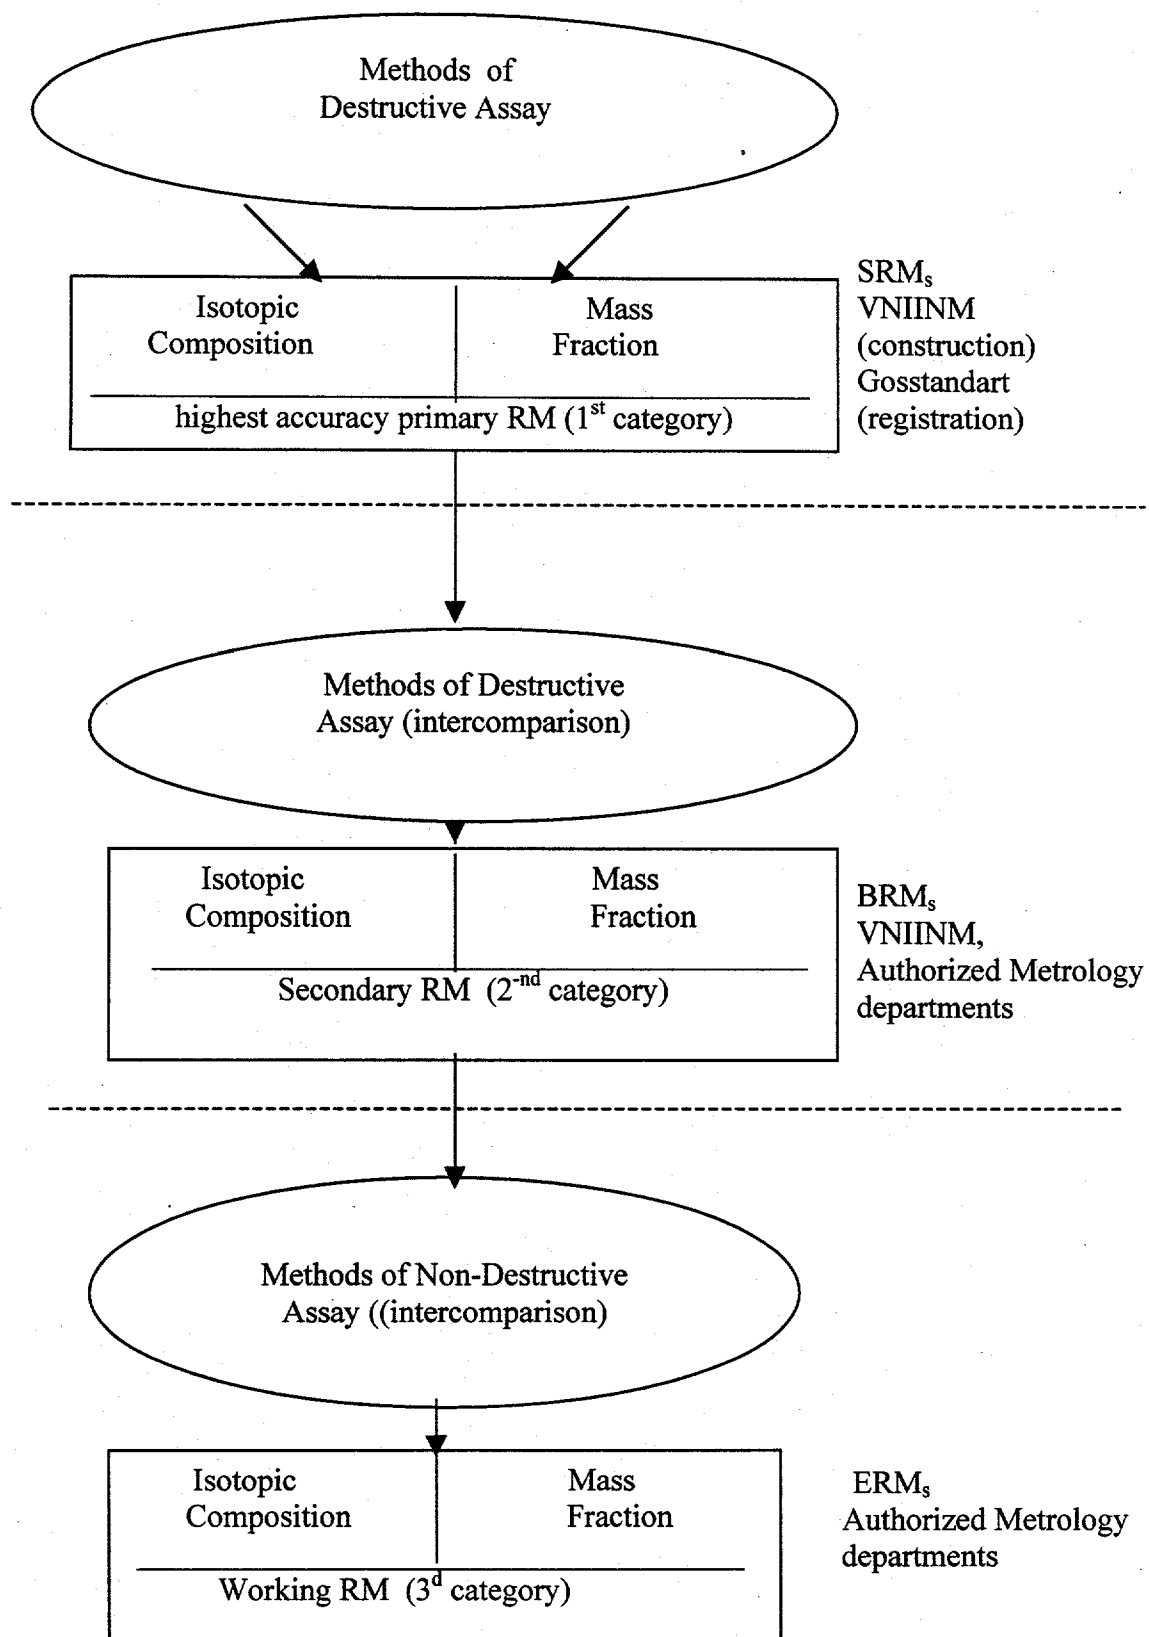 Methods of
Destructive Assay
Isotopic
Composition
Mass
Fraction
highest accuracy primary RM (1st category)
SRMs
VNIINM
(construction)
Gosstandart
(registration)
Methods of Destructive
Assay (intercomparison)
Isotopic
Composition
Mass
Fraction
Secondary RM (2-nd category)
BRMs
VNIINM,
Authorized Metrology
departments
Methods of Non-Destructive
Assay ((intercomparison)
Isotopic
Composition
Mass
Fraction
Working RM (3d category)
ERMs
Authorized Metrology
departments